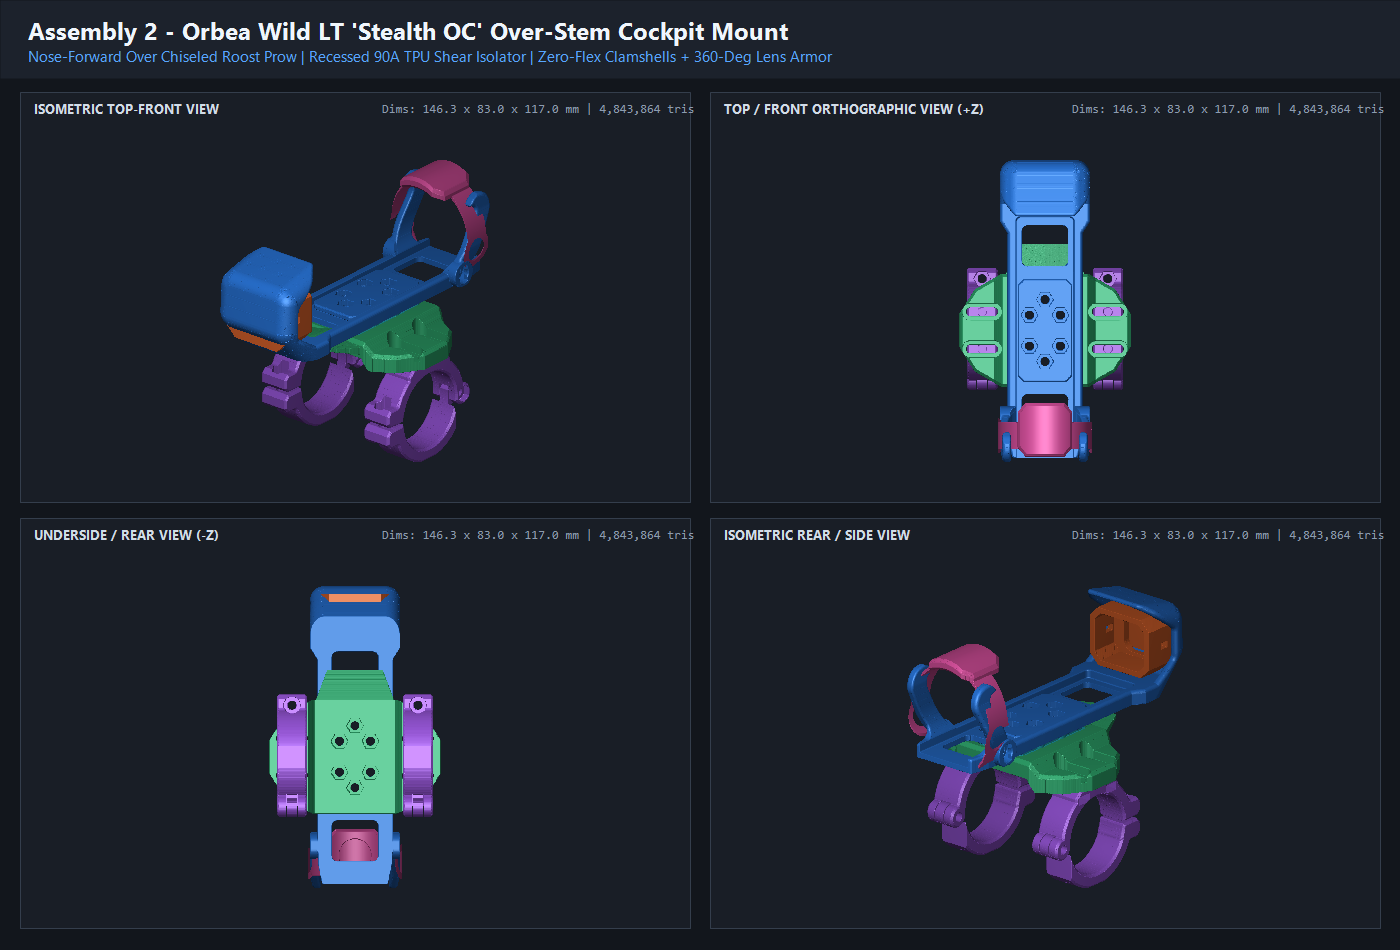 Assembly 2 - Orbea Wild LT 'Stealth OC' Over-Stem Cockpit Mount
Nose-Forward Over Chiseled Roost Prow | Recessed 90A TPU Shear Isolator | Zero-Flex Clamshells + 360-Deg Lens Armor
ISOMETRIC TOP-FRONT VIEW
Dims: 146.3 x 83.0 x 117.0 mm | 4,843,864 tris
TOP / FRONT ORTHOGRAPHIC VIEW (+Z)
Dims: 146.3 x 83.0 x 117.0 mm | 4,843,864 tris
UNDERSIDE / REAR VIEW (-Z)
Dims: 146.3 x 83.0 x 117.0 mm | 4,843,864 tris
ISOMETRIC REAR / SIDE VIEW
Dims: 146.3 x 83.0 x 117.0 mm | 4,843,864 tris